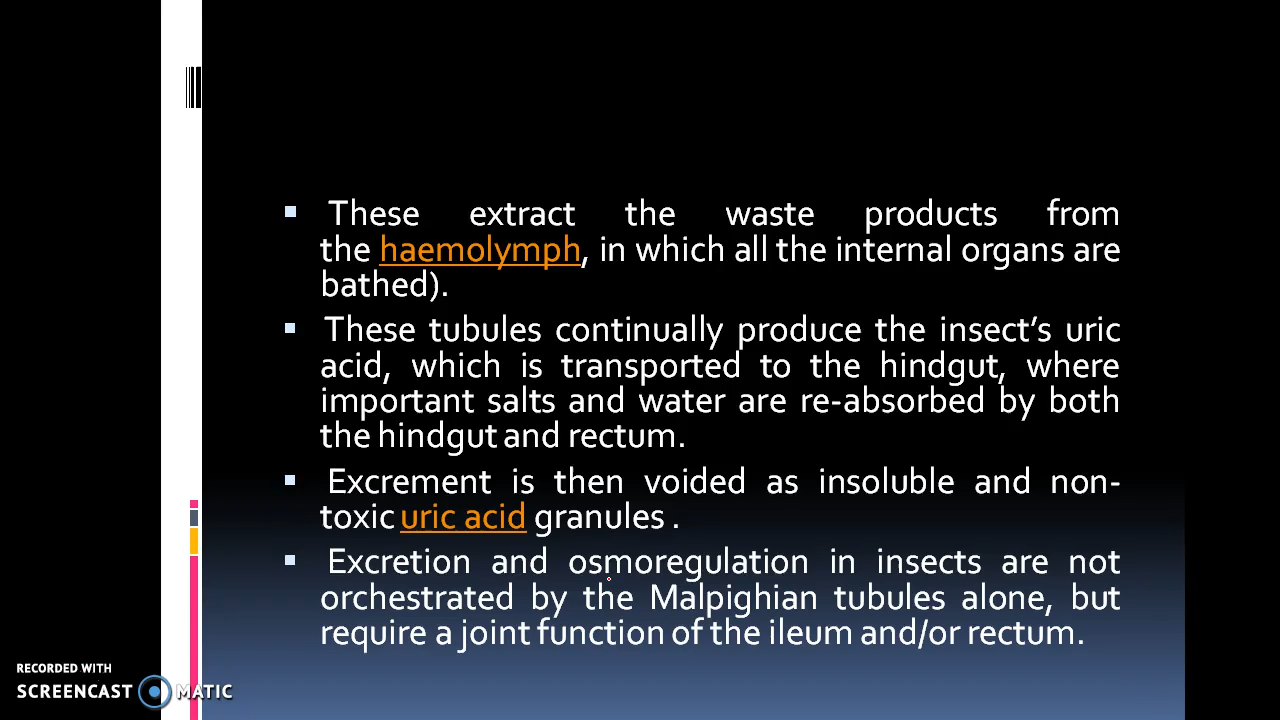 These extract the waste products from
the haemolymph, in which all the internal organs are
bathed).
These tubules continually produce the insect's uric
acid, which is transported to the hindgut, where
important salts and water are re-absorbed by both
the hindgut and rectum.
Excrement is then voided as insoluble and non-
toxic uric acid granules .
Excretion and osmoregulation in insects are not
orchestrated by the Malpighian tubules alone, but
require a joint function of the ileum and/or rectum.
RECORDED WITH
SCREENCAST MATIC